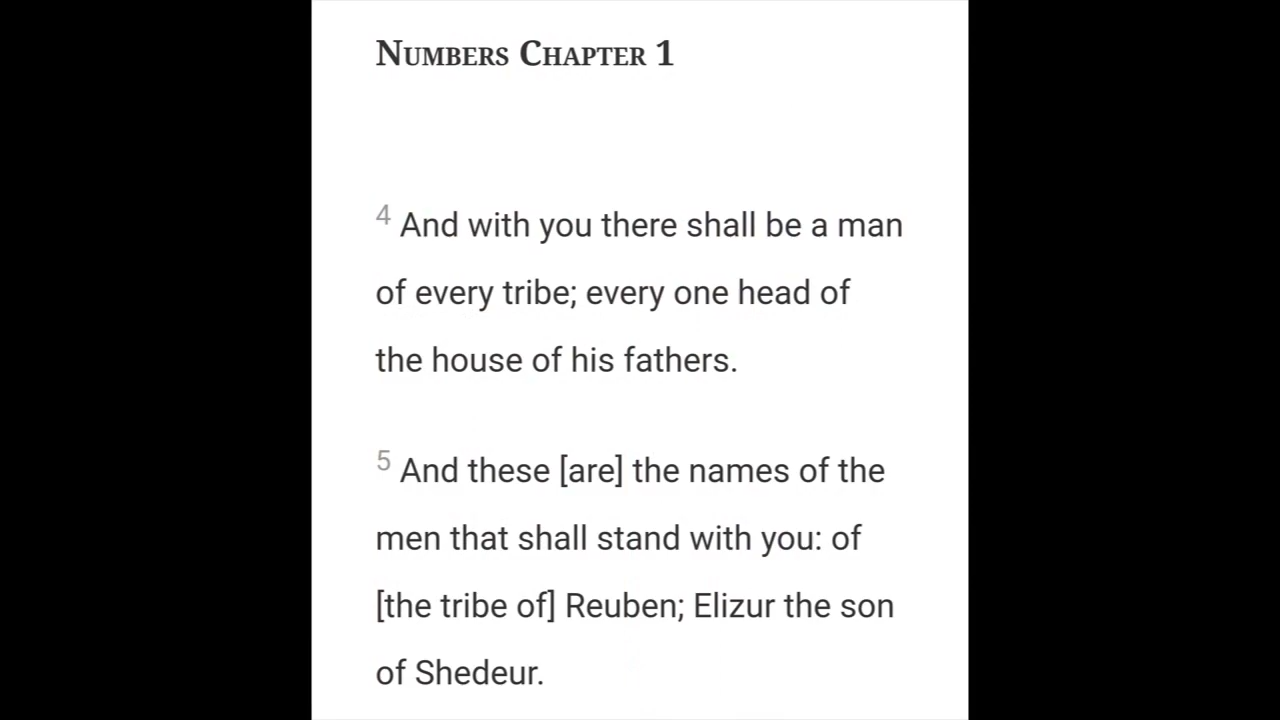 Numbers Chapter 1
4 And with you there shall be a man
of every tribe; every one head of
the house of his fathers.
5 And these [are] the names of the
men that shall stand with you: of
[the tribe of] Reuben; Elizur the son
of Shedeur.